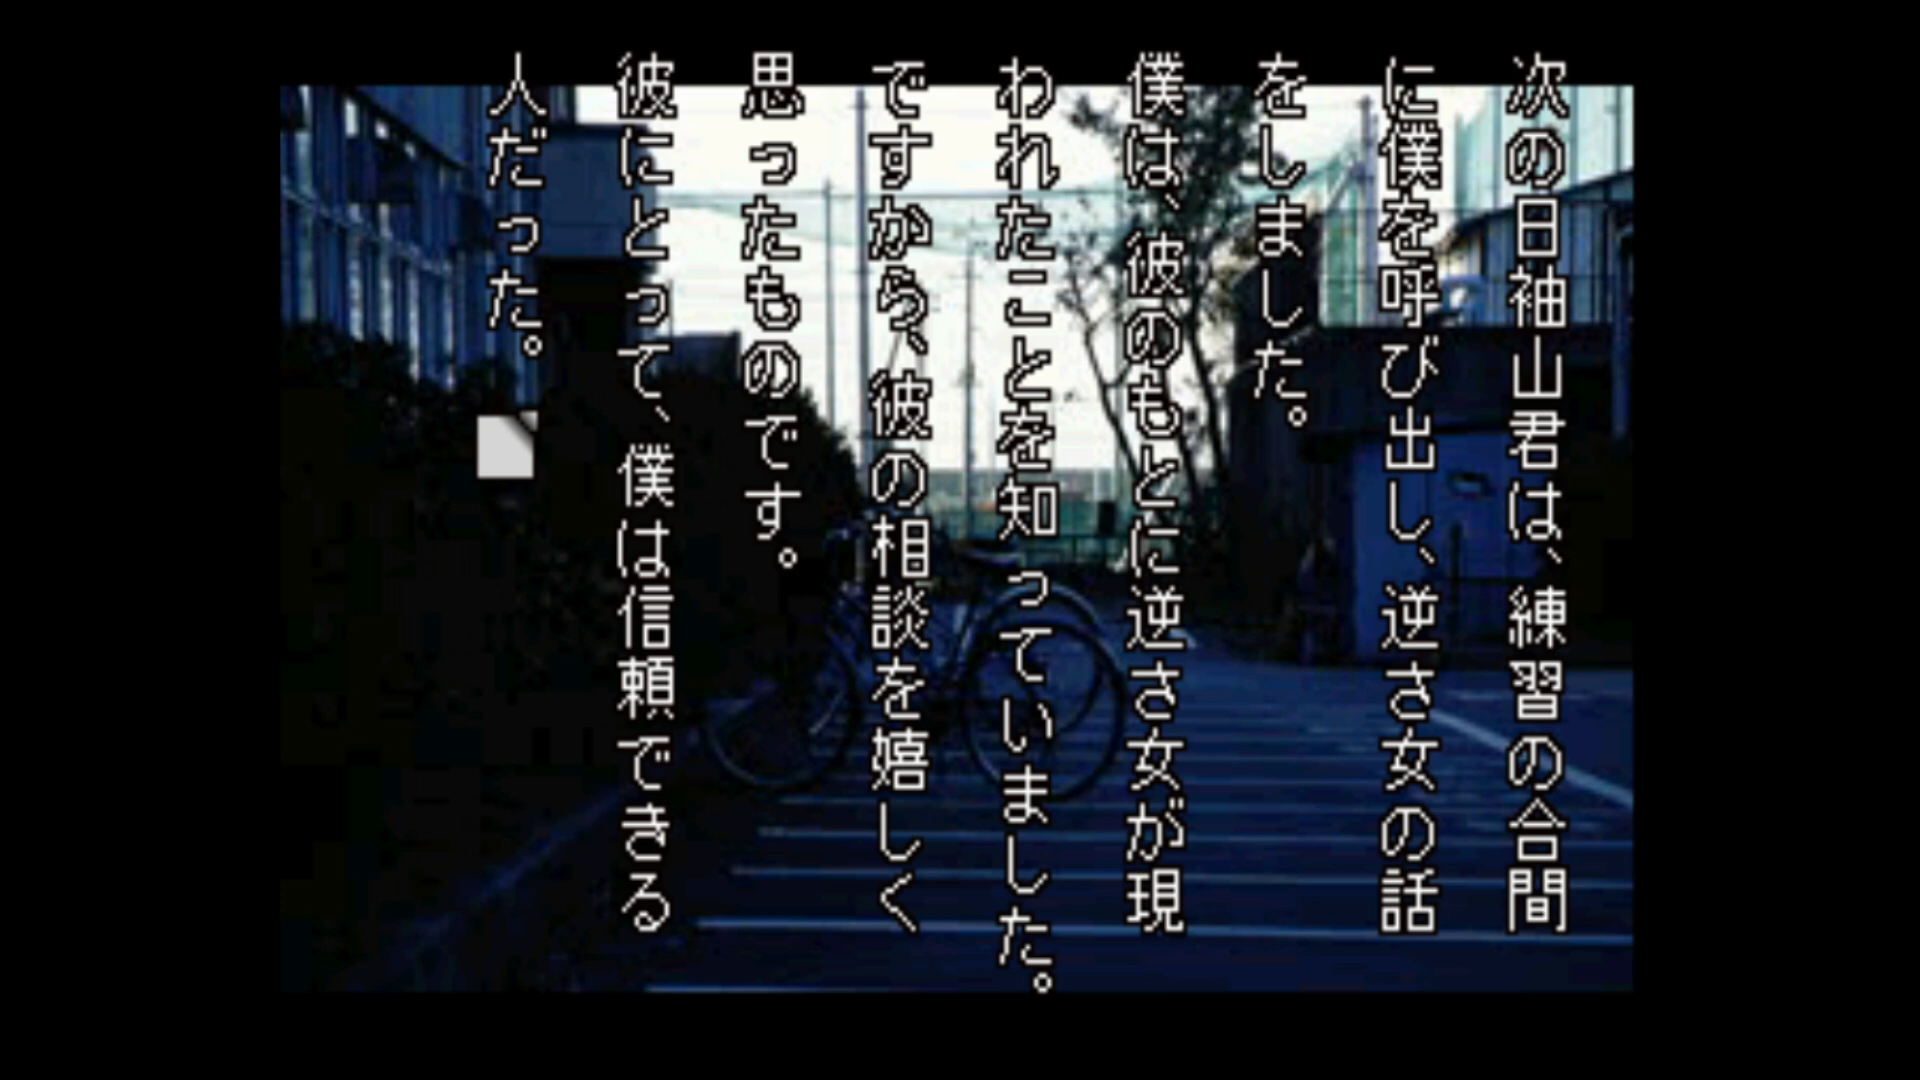 次の日袖山君は、練習の合間
に僕を呼び出し、逆さ女の話
をしました。
僕は、彼のもとに逆さ女が現
われたことを知っていました。
ですから、彼の相談を嬉しく
思ったものです。
彼にとって、僕は信頼できる
人だった。